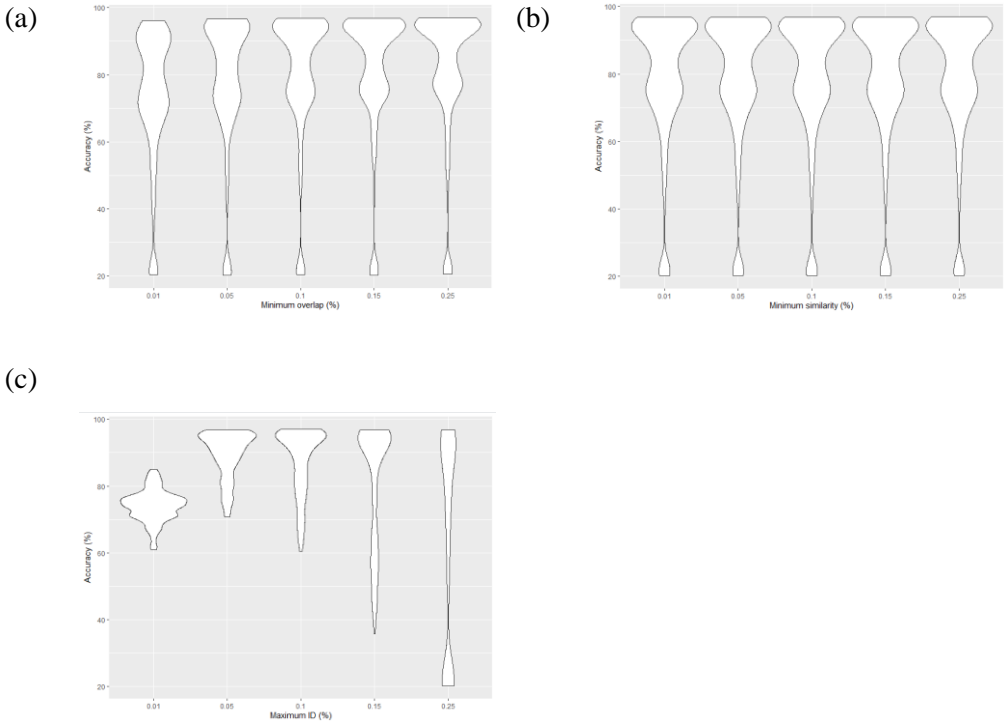 (a)
100
80
60
40
20
Accuracy (%)
0.01 0.05 0.1 0.15 0.25
Minimum overlap (%)
(b)
100
80
60
40
20
Accuracy (%)
0.01 0.05 0.1 0.15 0.25
Minimum similarity (%)
(c)
100
80
60
40
20
Accuracy (%)
0.01 0.05 0.1 0.15 0.25
Maximum ID (%)